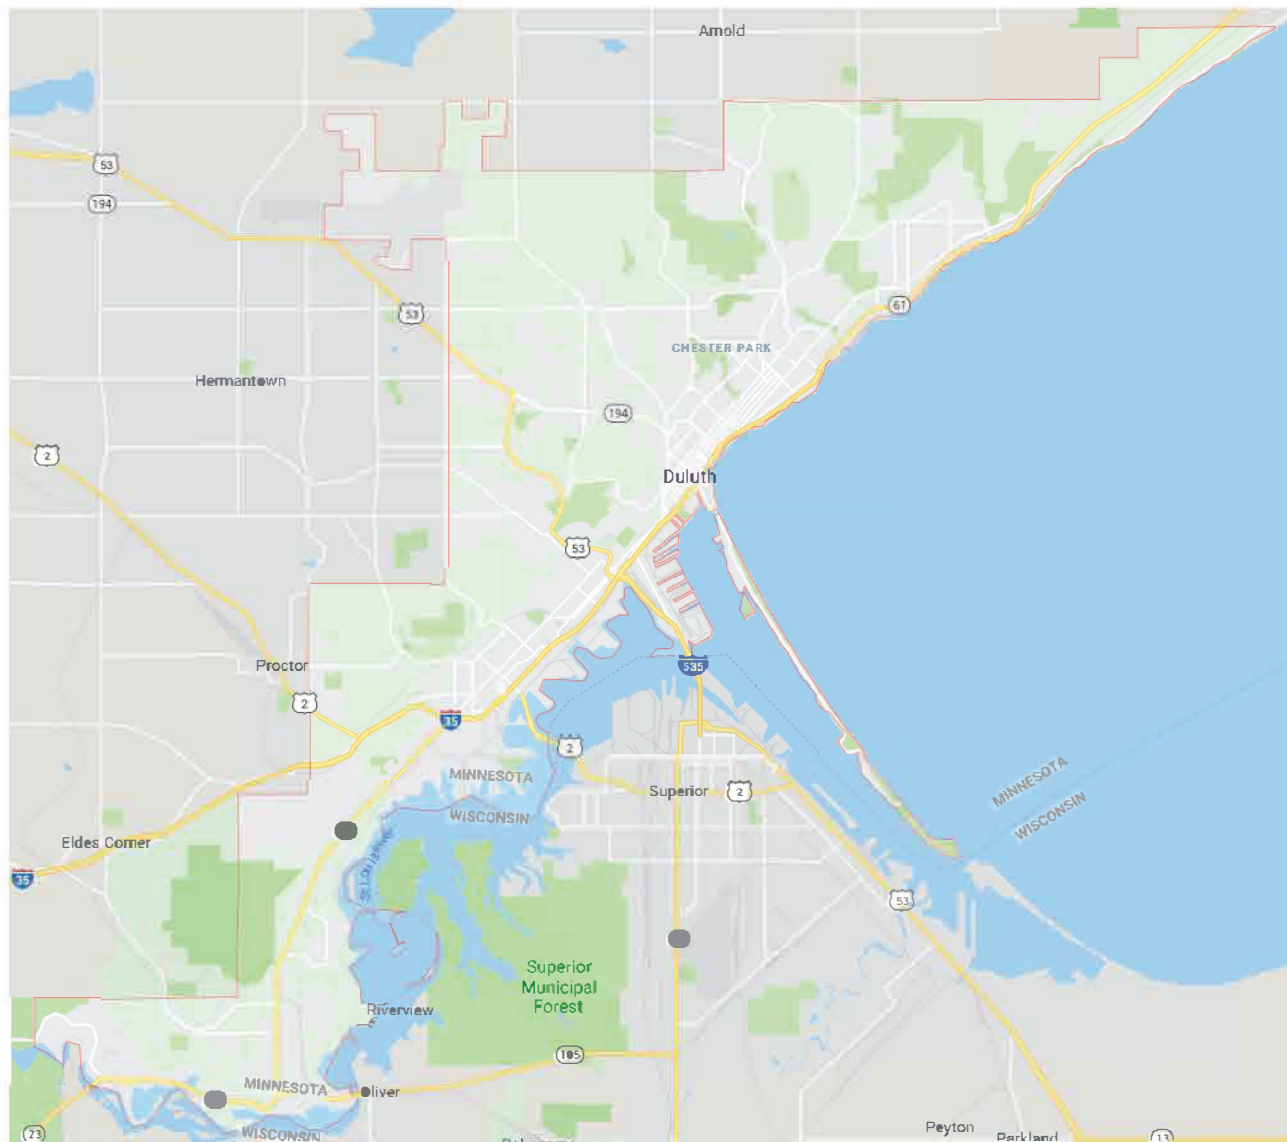 Arnold
53
194
61
53
CHESTER PARK
Hermantown
194
2
Duluth
53
Proctor
535
2
35
2
MINNESOTA
Superior
2
MINNESOTA
WISCONSIN
WISCONSIN
Eldes Corner
35
53
Superior
Municipal
Forest
Riverview
105
MINNESOTA
Oliver
23
WISCONSIN
Peyton
Parkland
13